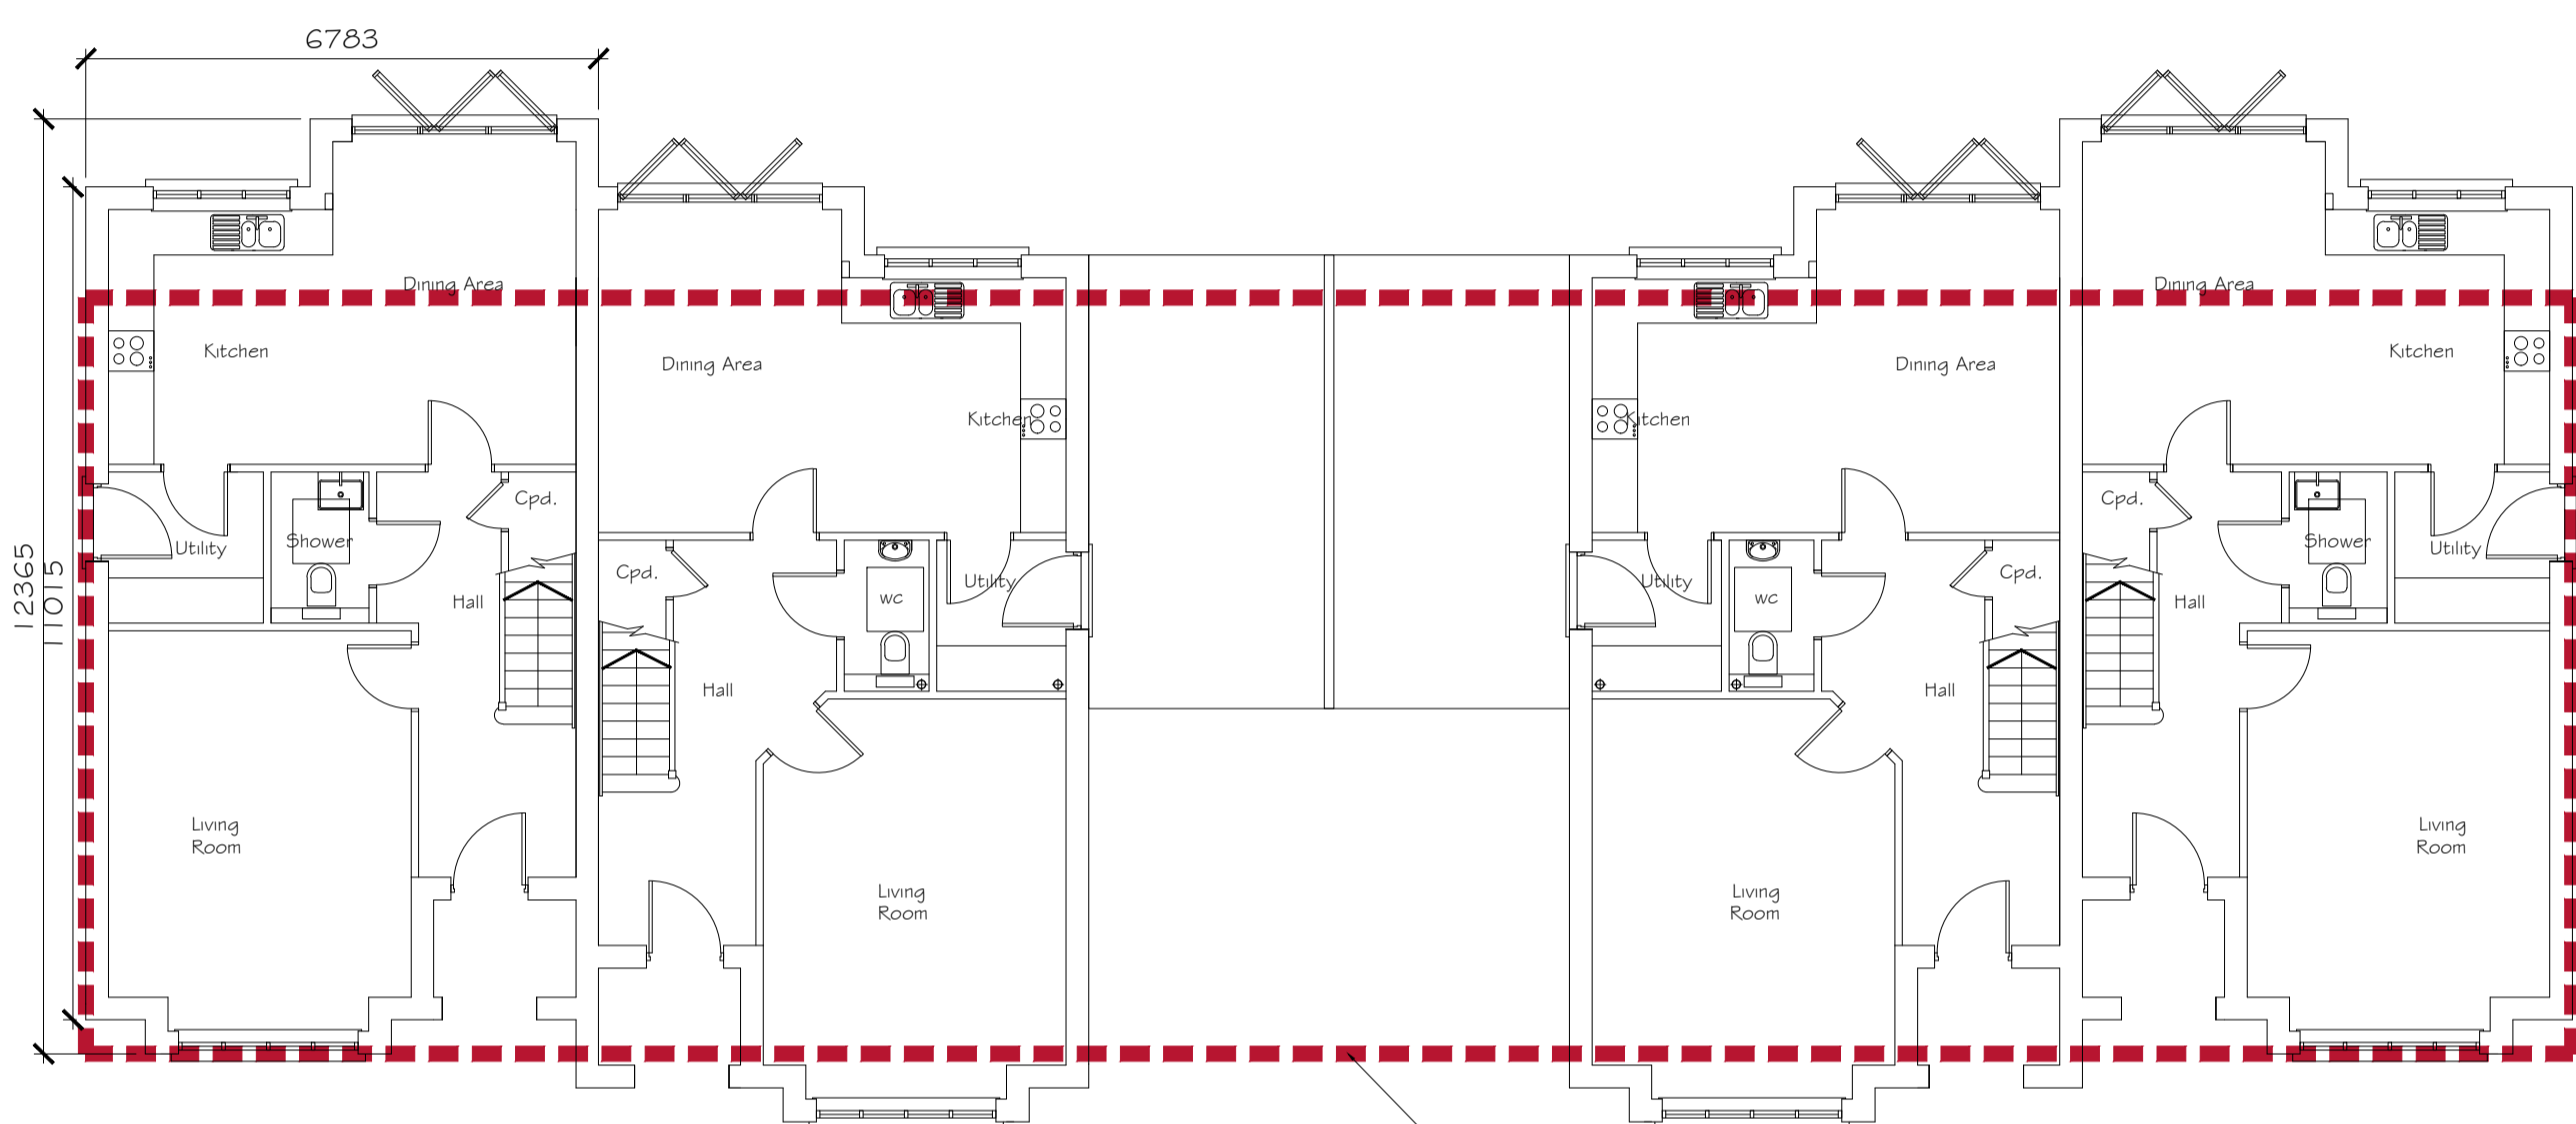 6783
12365
11015
Dining Area
Kitchen
Cpd.
Utility
Shower
Hall
Living
Room
Dining Area
Kitchen
Cpd.
wc
Utility
Hall
Living
Room
Dining Area
Kitchen
Utility
wc
Cpd.
Hall
Living
Room
Dining Area
Kitchen
Cpd.
Shower
Utility
Hall
Living
Room